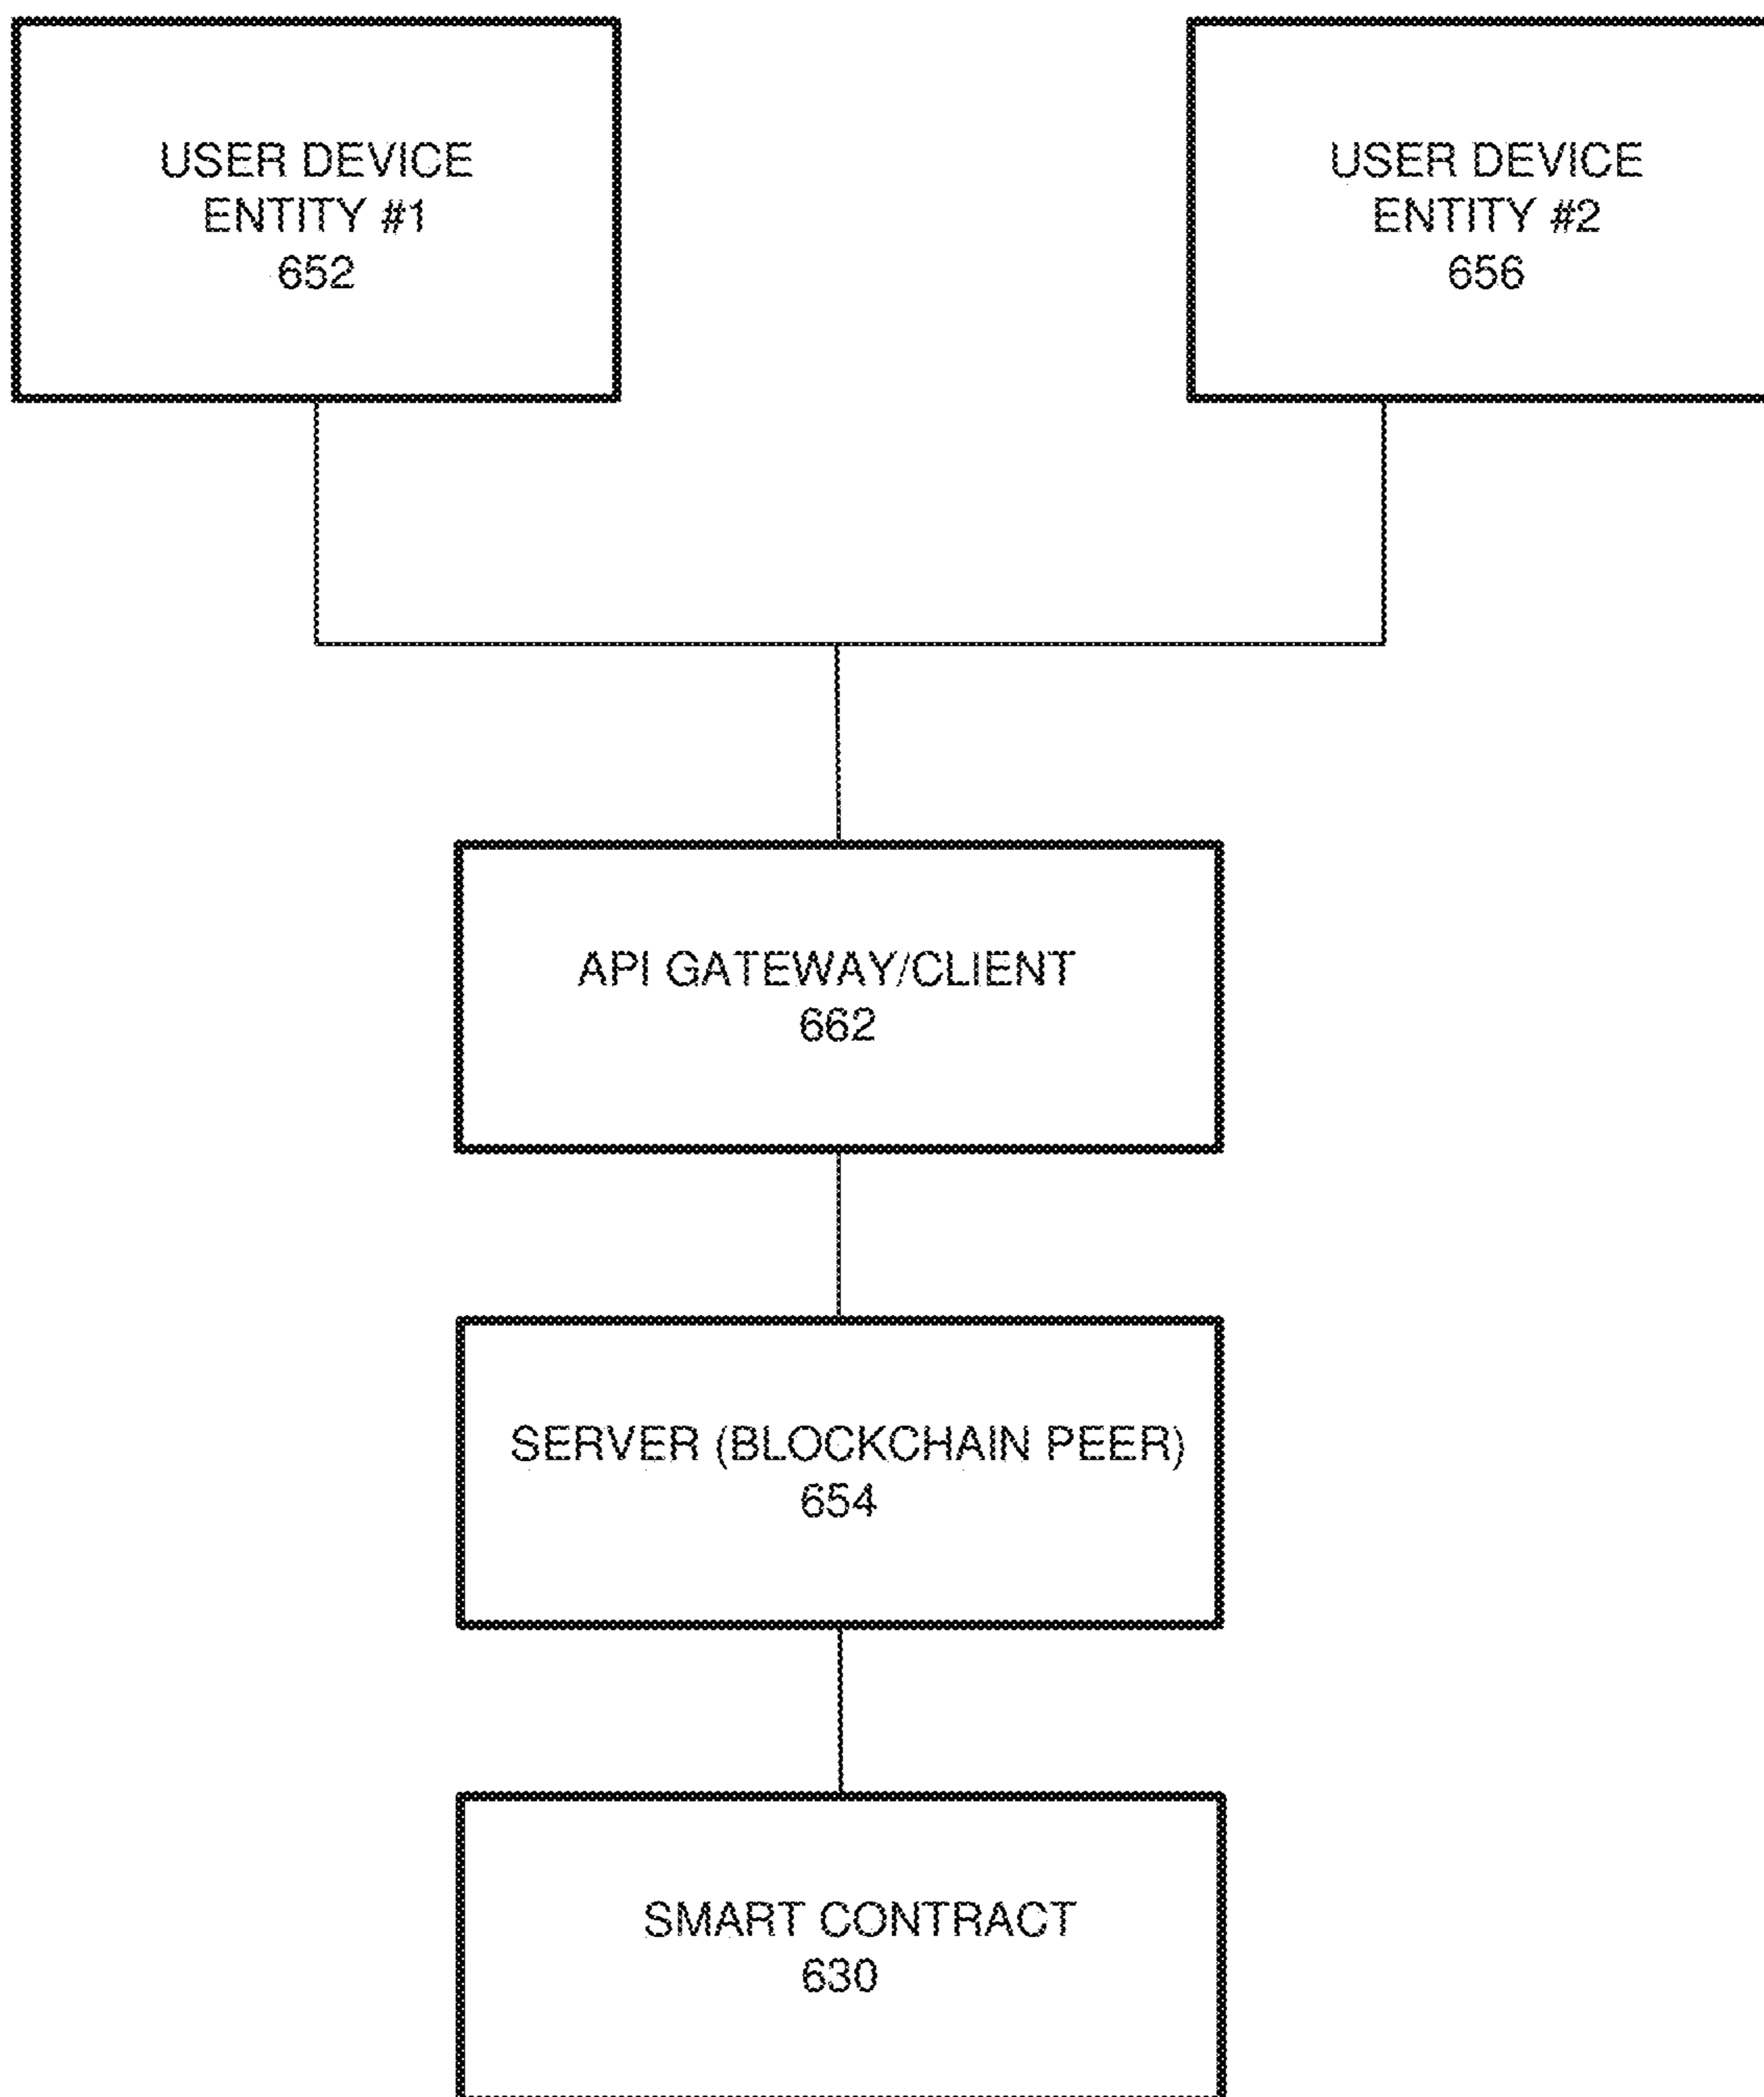 USER DEVICE
ENTITY #1
652
USER DEVICE
ENTITY #2
656
API GATEWAY/CLIENT
662
SERVER (BLOCKCHAIN PEER)
654
SMART CONTRACT
630